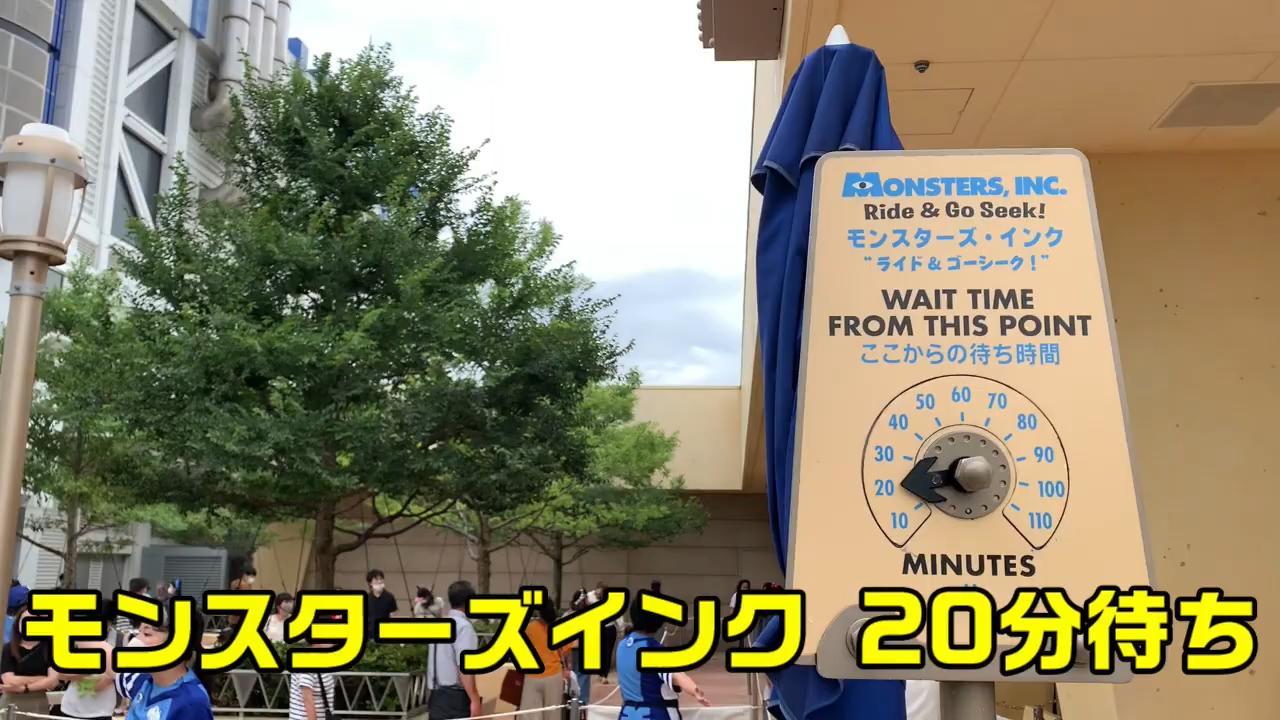 MONSTERS, INC.
Ride & Go Seek!
モンスターズ・インク
“ライド&ゴーシーク!”
WAIT TIME
FROM THIS POINT
ここからの待ち時間
10 20 30 40 50 60 70 80 90 100 110
MINUTES
モンスターズインク 20分待ち